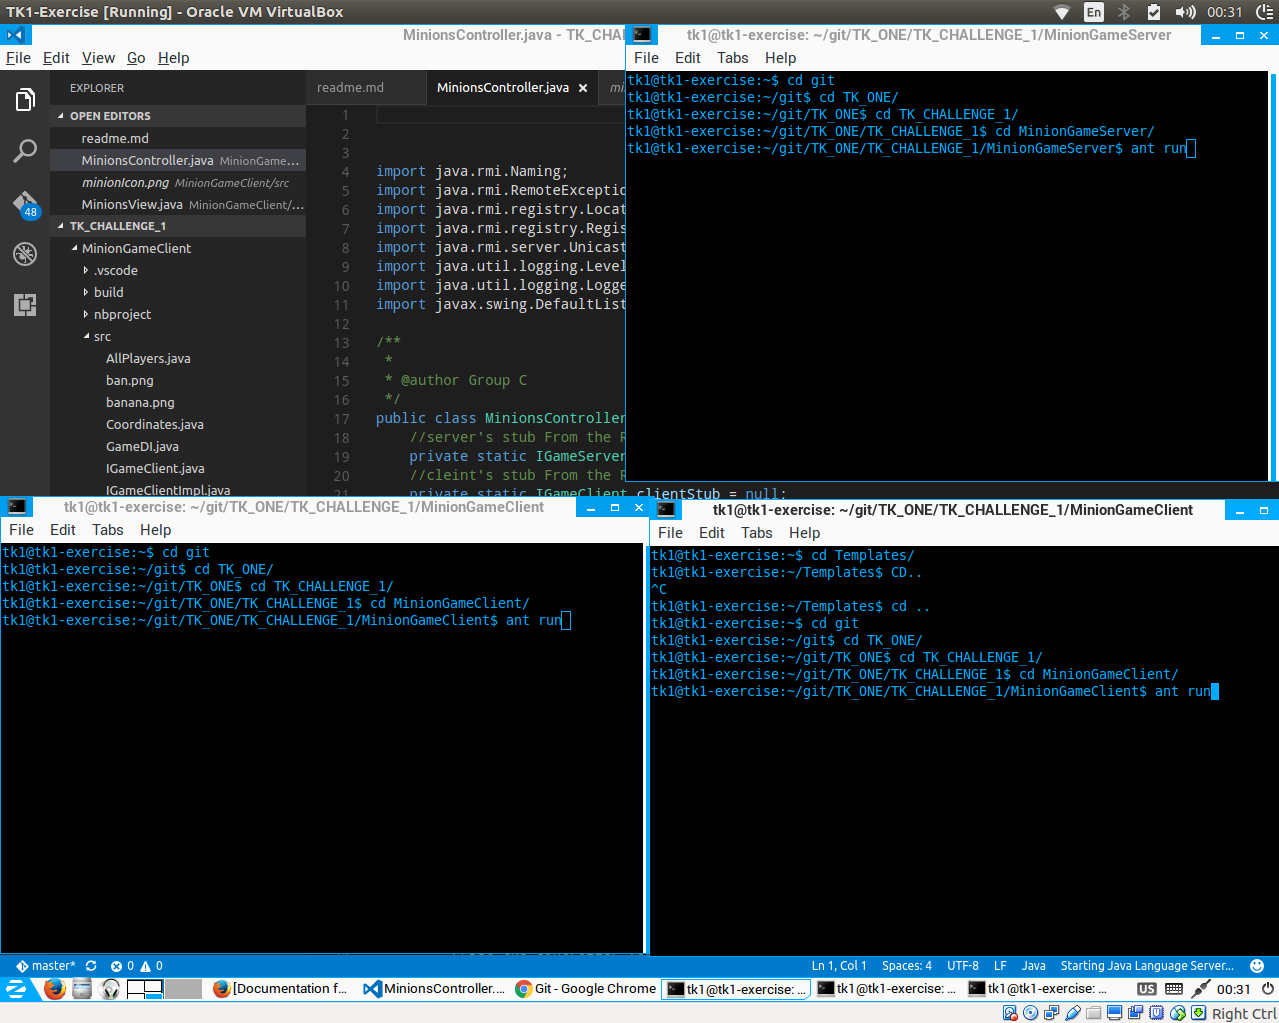 TK1-Exercise [Running] - Oracle VM VirtualBox
En
00:31
MinionsController.java - TK_CHA
File Edit View Go Help
EXPLORER
OPEN EDITORS
readme.md
MinionsController.java MinionGame...
minionIcon.png MinionGameClient/src
MinionsView.java MinionGameClient/...
48
TK_CHALLENGE_1
MinionGameClient
.vscode
build
nbproject
src
AllPlayers.java
ban.png
banana.png
Coordinates.java
GameDI.java
IGameClient.java
IGameClientImpl.java
readme.md
MinionsController.java
mi
1
2
3
4 import java.rmi.Naming;
5 import java.rmi.RemoteExceptio
6 import java.rmi.registry.Locat
7 import java.rmi.registry.Regis
8 import java.rmi.server.Unicast
9 import java.util.logging.Level
10 import java.util.logging.Logge
11 import javax.swing.DefaultList
12
13 /**
14 *
15 * @author Group C
16 */
17 public class MinionsController
18 //server's stub From the R
19 private static IGameServer
20 //cleint's stub From the R
21 private static IGameClient clientStub = null;
tk1@tk1-exercise: ~/git/TK_ONE/TK_CHALLENGE_1/MinionGameServer
File Edit Tabs Help
tk1@tk1-exercise:~$ cd git
tk1@tk1-exercise:~/git$ cd TK_ONE/
tk1@tk1-exercise:~/git/TK_ONE$ cd TK_CHALLENGE_1/
tk1@tk1-exercise:~/git/TK_ONE/TK_CHALLENGE_1$ cd MinionGameServer/
tk1@tk1-exercise:~/git/TK_ONE/TK_CHALLENGE_1/MinionGameServer$ ant run
tk1@tk1-exercise: ~/git/TK_ONE/TK_CHALLENGE_1/MinionGameClient
File Edit Tabs Help
tk1@tk1-exercise:~$ cd git
tk1@tk1-exercise:~/git$ cd TK_ONE/
tk1@tk1-exercise:~/git/TK_ONE$ cd TK_CHALLENGE_1/
tk1@tk1-exercise:~/git/TK_ONE/TK_CHALLENGE_1$ cd MinionGameClient/
tk1@tk1-exercise:~/git/TK_ONE/TK_CHALLENGE_1/MinionGameClient$ ant run
tk1@tk1-exercise: ~/git/TK_ONE/TK_CHALLENGE_1/MinionGameClient
File Edit Tabs Help
tk1@tk1-exercise:~$ cd Templates/
tk1@tk1-exercise:~/Templates$ CD..
^C
tk1@tk1-exercise:~/Templates$ cd ..
tk1@tk1-exercise:~$ cd git
tk1@tk1-exercise:~/git$ cd TK_ONE/
tk1@tk1-exercise:~/git/TK_ONE$ cd TK_CHALLENGE_1/
tk1@tk1-exercise:~/git/TK_ONE/TK_CHALLENGE_1$ cd MinionGameClient/
tk1@tk1-exercise:~/git/TK_ONE/TK_CHALLENGE_1/MinionGameClient$ ant run
master* 0 0 Ln 1, Col 1 Spaces: 4 UTF-8 LF Java Starting Java Language Server...
[Documentation f... MinionsController.... Git - Google Chrome tk1@tk1-exercise: ... tk1@tk1-exercise: ... tk1@tk1-exercise: ... US 00:31
Right Ctrl